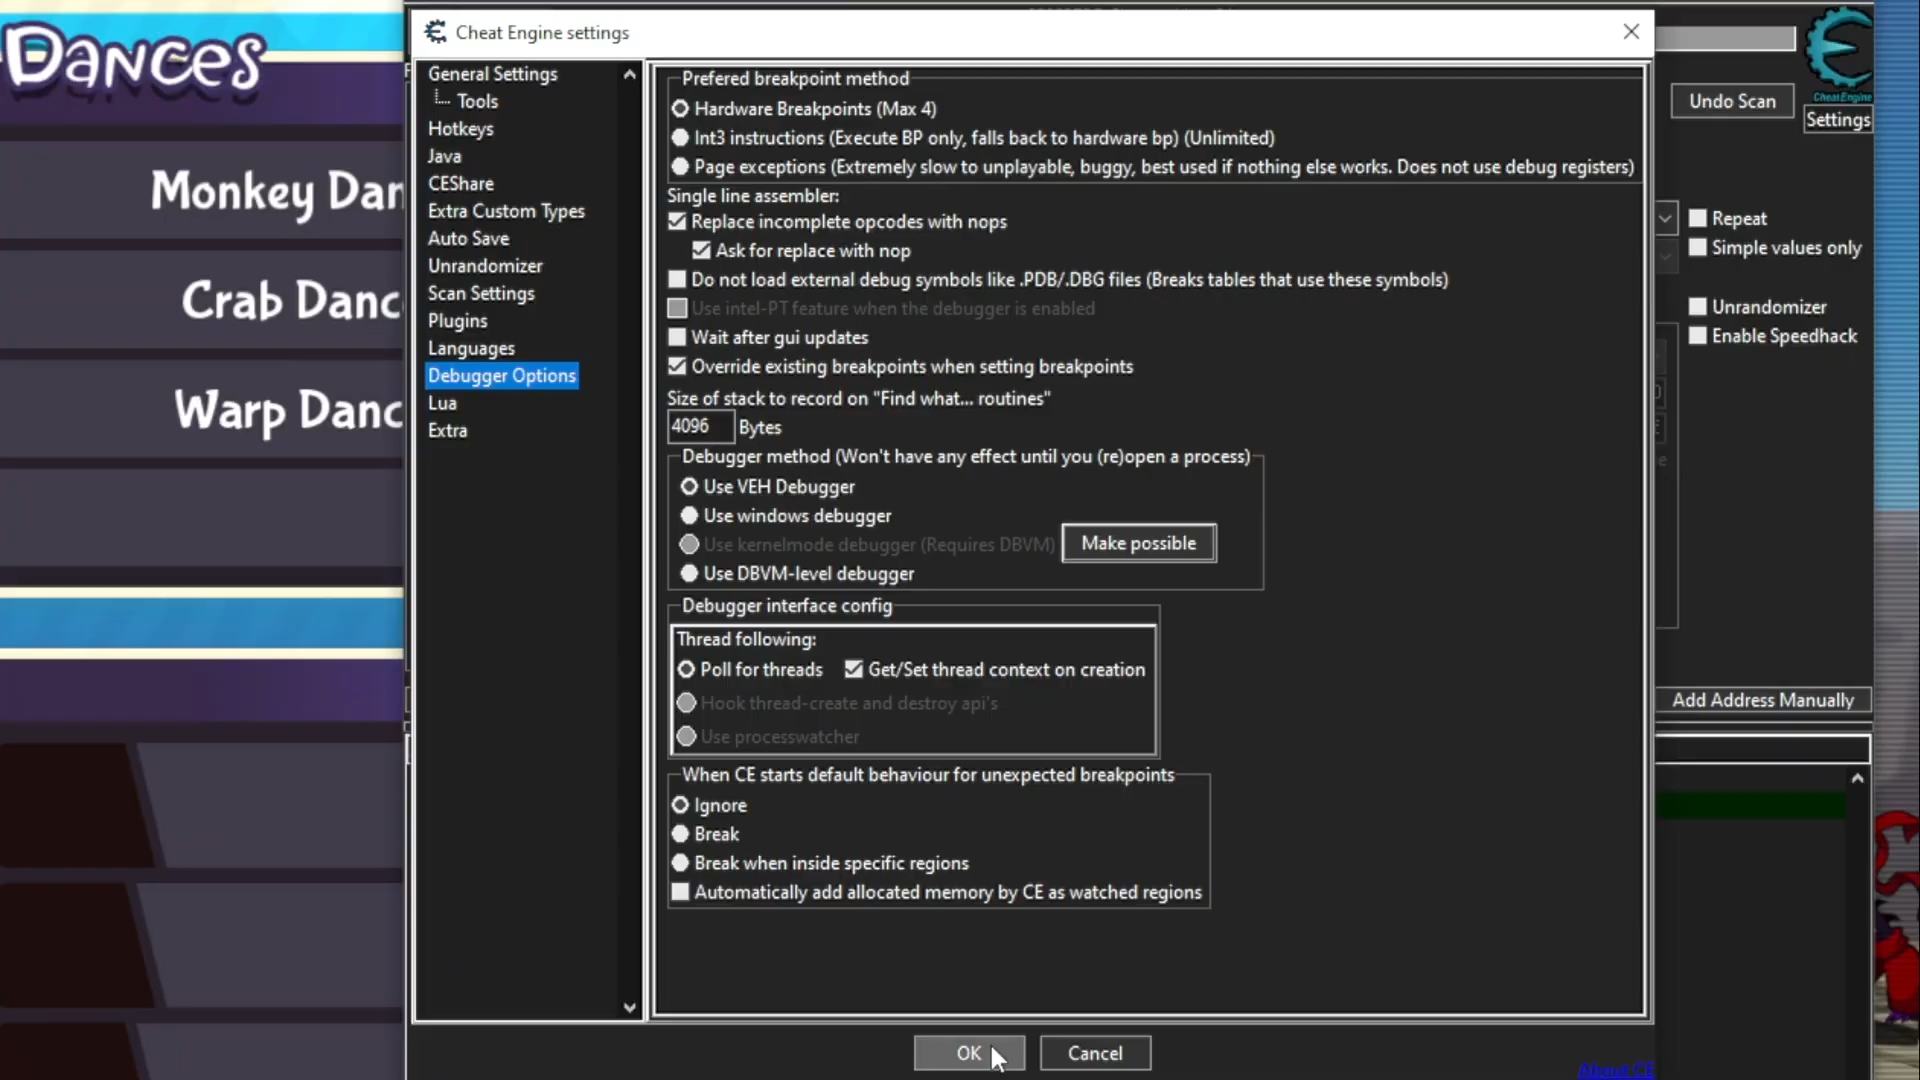 Dances
Monkey Dan
Crab Danc
Warp Danc
Cheat Engine settings
General Settings
Tools
Hotkeys
Java
CEShare
Extra Custom Types
Auto Save
Unrandomizer
Scan Settings
Plugins
Languages
Debugger Options
Lua
Extra
Prefered breakpoint method
Hardware Breakpoints (Max 4)
Int3 instructions (Execute BP only, falls back to hardware bp) (Unlimited)
Page exceptions (Extremely slow to unplayable, buggy, best used if nothing else works. Does not use debug registers)
Single line assembler:
Replace incomplete opcodes with nops
Ask for replace with nop
Do not load external debug symbols like .PDB/.DBG files (Breaks tables that use these symbols)
Use intel-PT feature when the debugger is enabled
Wait after gui updates
Override existing breakpoints when setting breakpoints
Size of stack to record on "Find what... routines"
4096 Bytes
Debugger method (Won't have any effect until you (re)open a process)
Use VEH Debugger
Use windows debugger
Use kernelmode debugger (Requires DBVM) Make possible
Use DBVM-level debugger
Debugger interface config
Thread following:
Poll for threads Get/Set thread context on creation
Hook thread-create and destroy api's
Use processwatcher
When CE starts default behaviour for unexpected breakpoints
Ignore
Break
Break when inside specific regions
Automatically add allocated memory by CE as watched regions
OK Cancel
Cheat Engine
Undo Scan
Settings
Repeat
Simple values only
Unrandomizer
Enable Speedhack
Add Address Manually
About CE